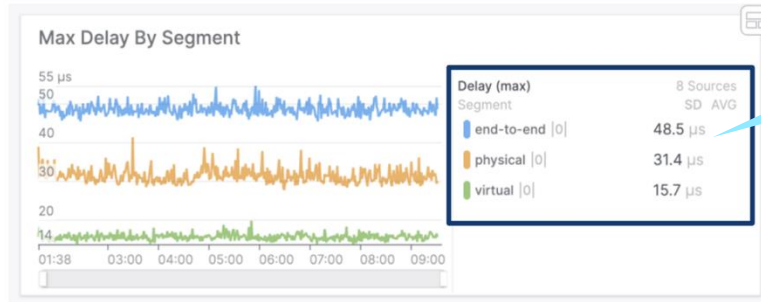 Max Delay By Segment
55 µs
50
40
30
20
14
01:38 03:00 04:00 05:00 06:00 07:00 08:00 09:00
Delay (max) 8 Sources
Segment SD AVG
end-to-end |0| 48.5 µs
physical |0| 31.4 µs
virtual |0| 15.7 µs